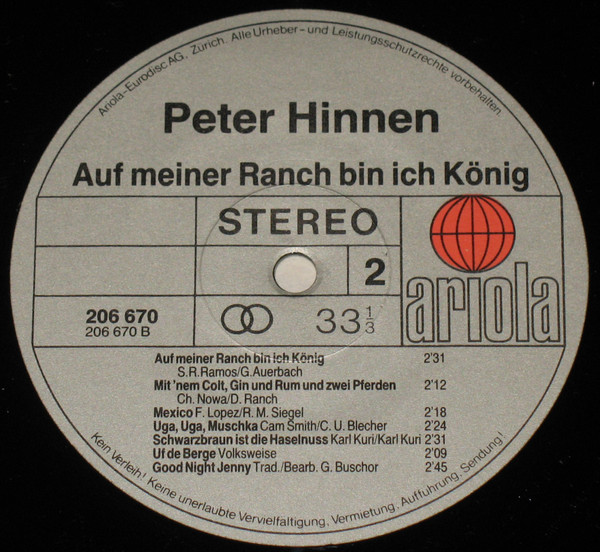 Ariola-Eurodisc AG, Zürich. Alle Urheber- und Leistungsschutzrechte vorbehalten.
Peter Hinnen
Auf meiner Ranch bin ich König
STEREO
2
ariola
206 670
206 670 B
33 1/3
Auf meiner Ranch bin ich König 2'31
S.R.Ramos/G.Auerbach
Mit 'nem Colt, Gin und Rum und zwei Pferden 2'12
Ch. Nowa/D. Ranch
Mexico F. Lopez/R. M. Siegel 2'18
Uga, Uga, Muschka Cam Smith/C. U. Blecher 2'24
Schwarzbraun ist die Haselnuss Karl Kuri/Karl Kuri 2'31
Uf de Berge Volksweise 2'09
Good Night Jenny Trad./Bearb. G. Buschor 2'45
Kein Verleih! Keine unerlaubte Vervielfältigung, Vermietung, Aufführung, Sendung!